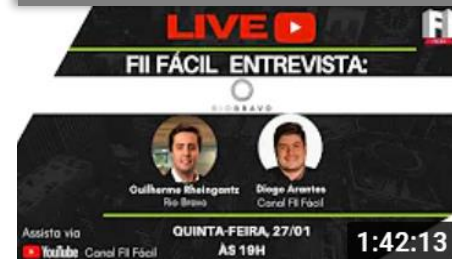 LIVE
FII FÁCIL ENTREVISTA:
RIO BRAVO
Guilherme Rheingantz
Rio Bravo
Diogo Arantes
Canal FII Fácil
Assista via
YouTube Canal FII Fácil
QUINTA-FEIRA, 27/01
ÀS 19H
1:42:13